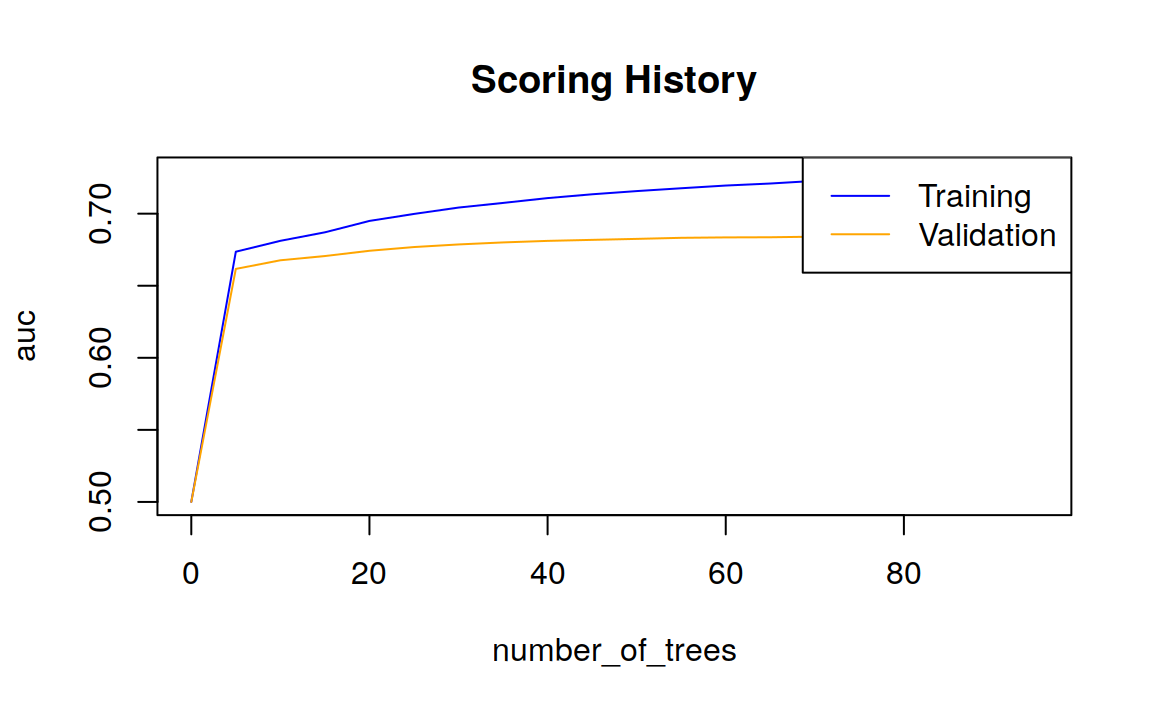 Scoring History
Training
Validation
0.70
0.60
0.50
auc
0 20 40 60 80
number_of_trees